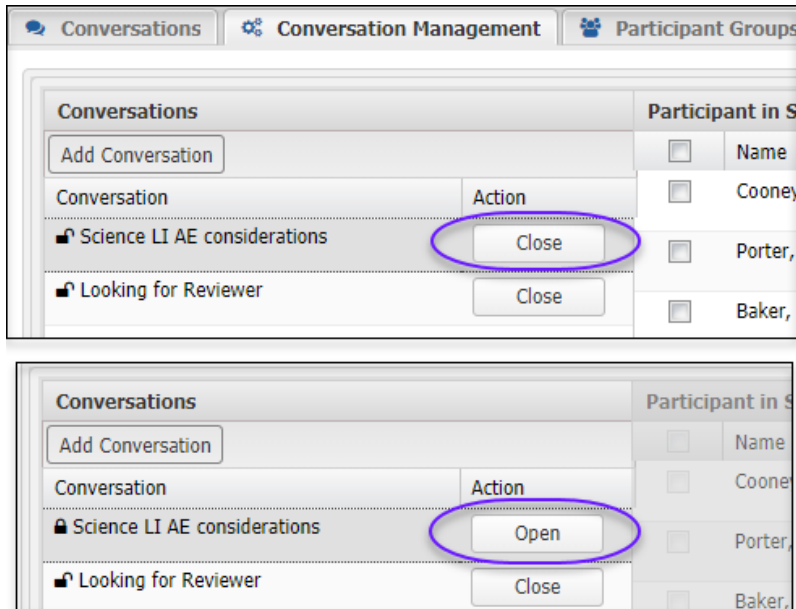 Conversations Conversation Management Participant Groups
Conversations Participant in S
Add Conversation Name
Conversation Action Cooney
Science LI AE considerations Close
Porter,
Looking for Reviewer Close
Baker,
Conversations Participant in S
Add Conversation Name
Conversation Action Cooney
Science LI AE considerations Open
Porter,
Looking for Reviewer Close
Baker,